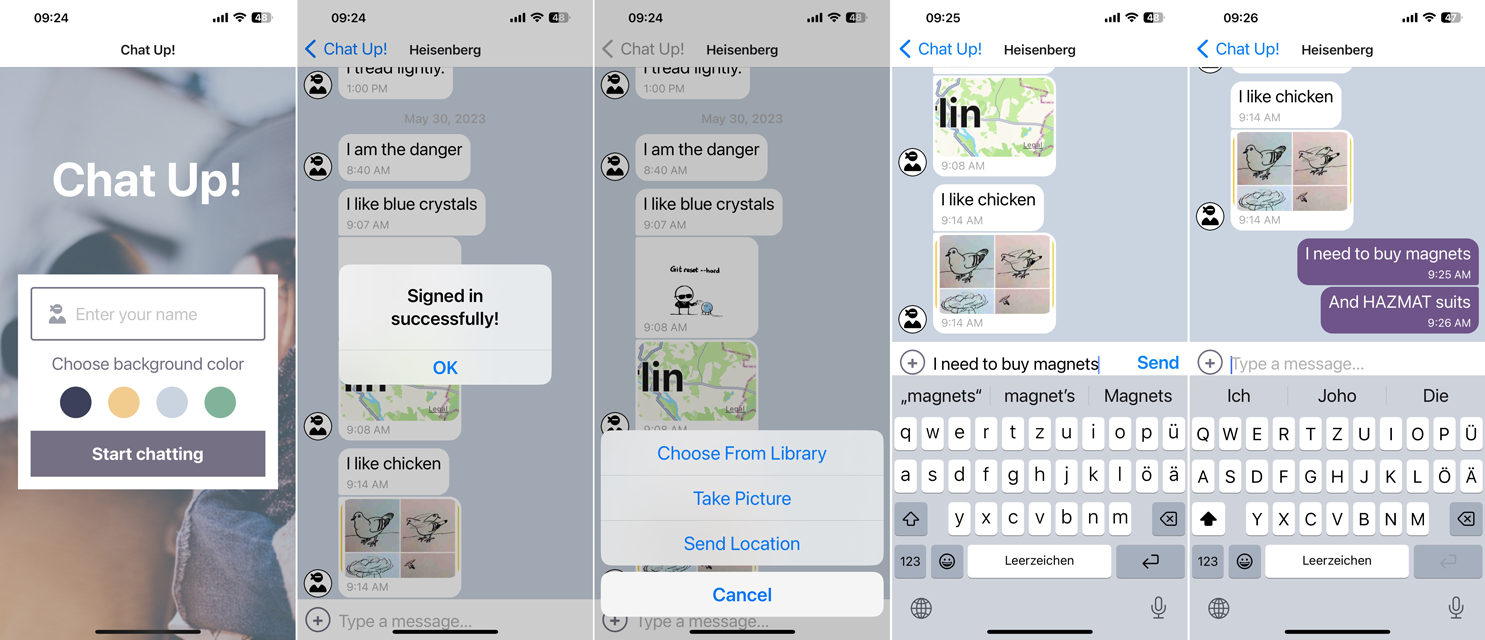 09:24
48
Chat Up!
Chat Up!
Enter your name
Choose background color
Start chatting
09:24
48
Chat Up!
Heisenberg
I tread lightly.
1:00 PM
May 30, 2023
I am the danger
8:40 AM
I like blue crystals
9:07 AM
Signed in
successfully!
OK
lin
Legal
9:08 AM
I like chicken
9:14 AM
9:14 AM
Type a message...
09:24
48
Chat Up!
Heisenberg
I tread lightly.
1:00 PM
May 30, 2023
I am the danger
8:40 AM
I like blue crystals
9:07 AM
Git reset --hard
9:08 AM
lin
Legal
9:08 AM
Choose From Library
Take Picture
Send Location
Cancel
Type a message...
09:25
48
Chat Up!
Heisenberg
lin
Legal
9:08 AM
I like chicken
9:14 AM
9:14 AM
I need to buy magnets
Send
„magnets“ magnet's Magnets
q w e r t z u i o p ü
a s d f g h j k l ö ä
y x c v b n m
123 Leerzeichen
09:26
47
Chat Up!
Heisenberg
I like chicken
9:14 AM
9:14 AM
I need to buy magnets
9:25 AM
And HAZMAT suits
9:26 AM
Type a message...
Ich Joho Die
Q W E R T Z U I O P Ü
A S D F G H J K L Ö Ä
Y X C V B N M
123 Leerzeichen